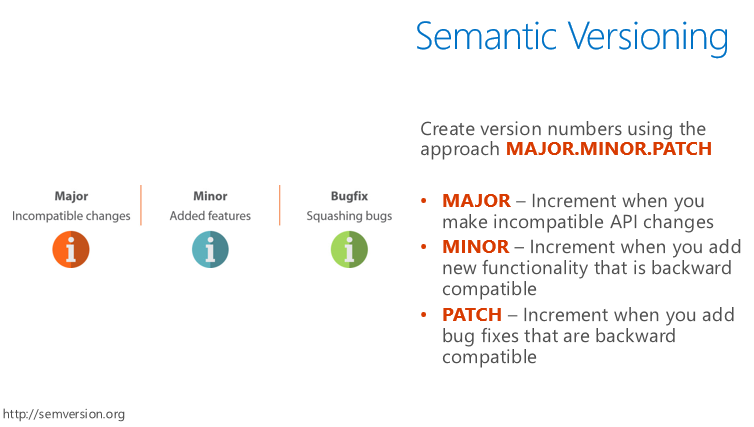 Semantic Versioning
Major
Incompatible changes
Minor
Added features
Bugfix
Squashing bugs
Create version numbers using the
approach MAJOR.MINOR.PATCH
• MAJOR – Increment when you
make incompatible API changes
• MINOR – Increment when you add
new functionality that is backward
compatible
• PATCH – Increment when you add
bug fixes that are backward
compatible
http://semversion.org